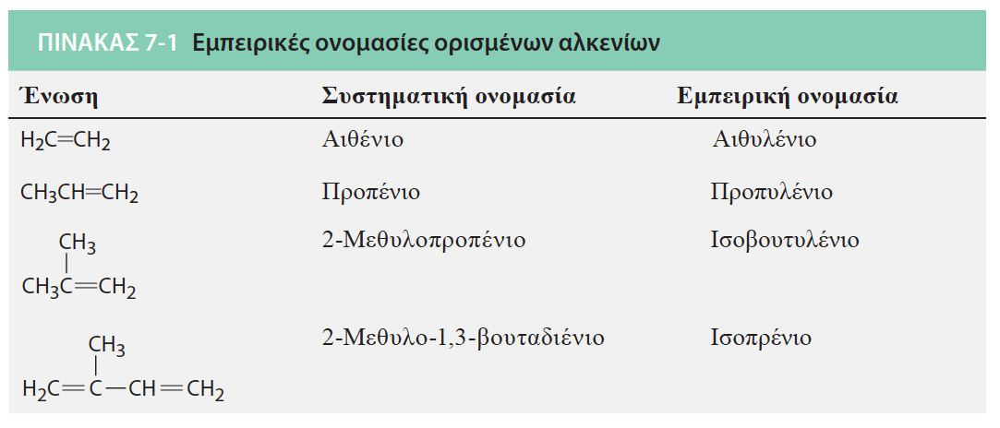 ΠΙΝΑΚΑΣ 7-1 Εμπειρικές ονομασίες ορισμένων αλκενίων
Ένωση Συστηματική ονομασία Εμπειρική ονομασία
H₂C=CH₂ Αιθένιο Αιθυλένιο
CH₃CH=CH₂ Προπένιο Προπυλένιο
CH₃ 2-Μεθυλοπροπένιο Ισοβουτυλένιο
CH₃C=CH₂
CH₃ 2-Μεθυλο-1,3-βουταδιένιο Ισοπρένιο
H₂C=C—CH=CH₂